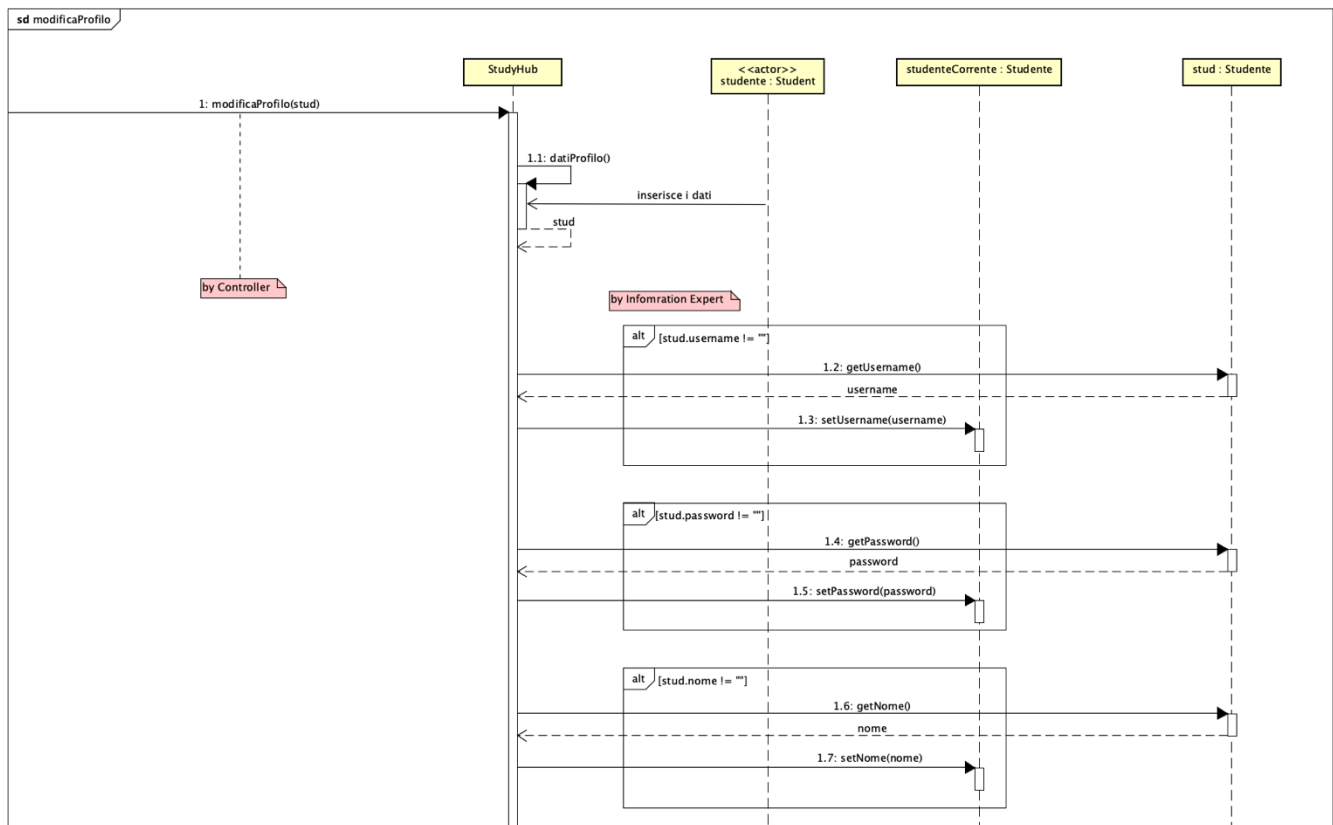 sd modificaProfilo
StudyHub
<<actor>>
studente : Student
studenteCorrente : Studente
stud : Studente
1: modificaProfilo(stud)
1.1: datiProfilo()
inserisce i dati
stud
by Controller
by Infomration Expert
alt [stud.username != ""]
1.2: getUsername()
username
1.3: setUsername(username)
alt [stud.password != ""]
1.4: getPassword()
password
1.5: setPassword(password)
alt [stud.nome != ""]
1.6: getNome()
nome
1.7: setNome(nome)